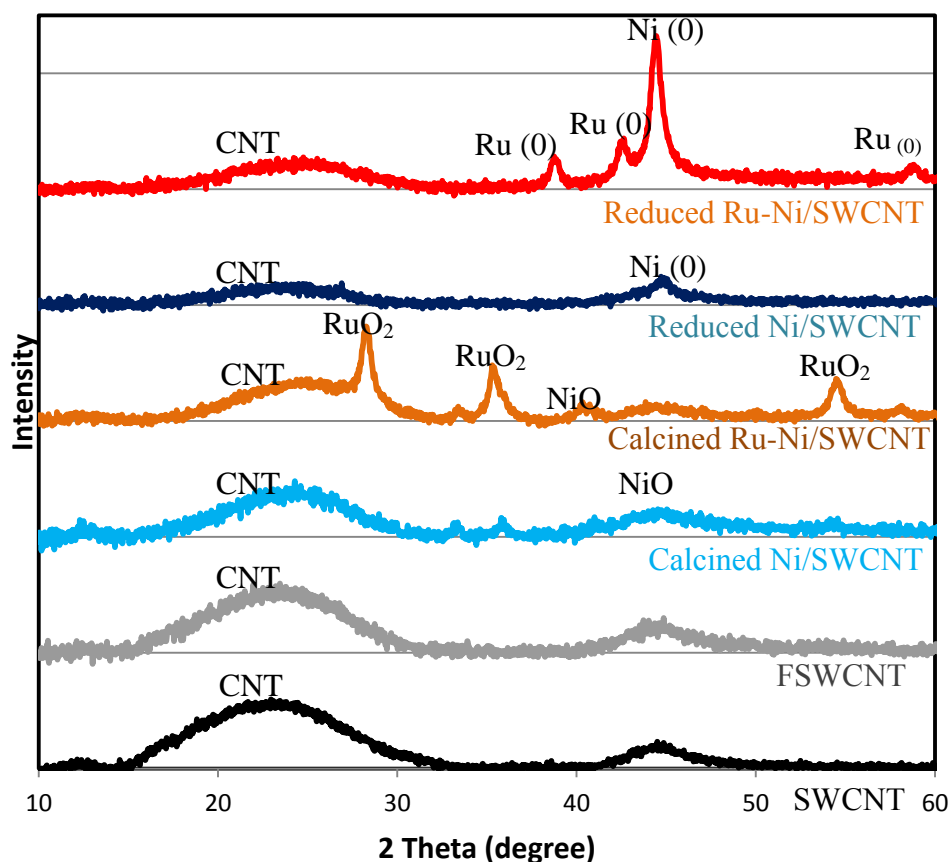 Ni (0)
CNT
Ru (0)
Ru (0)
Ru (0)
Reduced Ru-Ni/SWCNT
CNT
Ni (0)
Reduced Ni/SWCNT
RuO₂
CNT
RuO₂
NiO
RuO₂
Calcined Ru-Ni/SWCNT
CNT
NiO
Calcined Ni/SWCNT
CNT
FSWCNT
CNT
SWCNT
Intensity
10 20 30 40 50 60
2 Theta (degree)